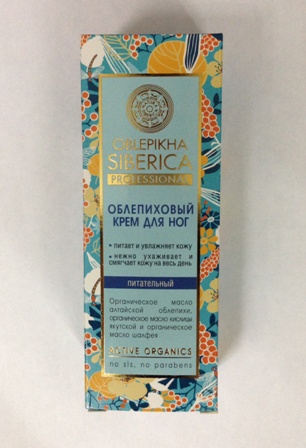 OBLEPIKHA
SIBERICA
PROFESSIONAL
ОБЛЕПИХОВЫЙ
КРЕМ ДЛЯ НОГ
• питает и увлажняет кожу
• нежно ухаживает и
смягчает кожу на весь день
питательный
Органическое масло
алтайской облепихи,
органическое масло кислицы
якутской и органическое
масло шалфея
NATIVE ORGANICS
no sls, no parabens